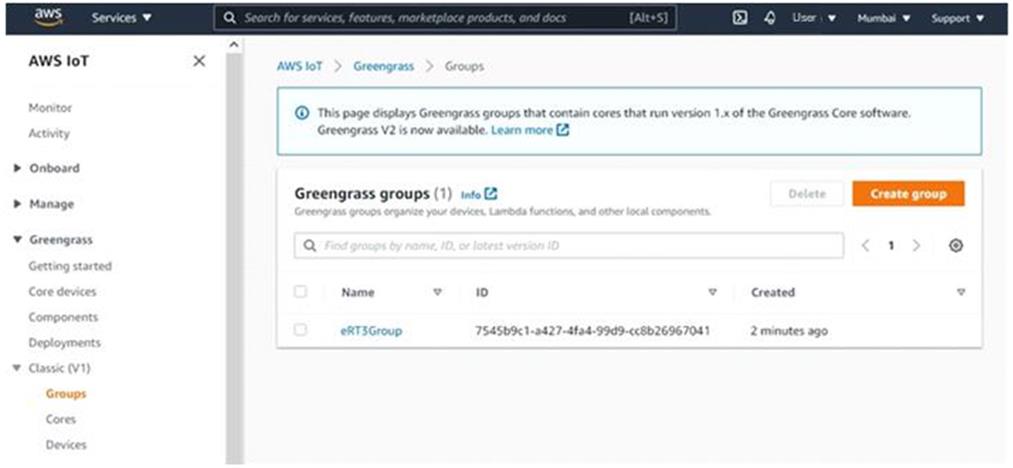 aws Services Search for services, features, marketplace products, and docs [Alt+S] User Mumbai Support
AWS IoT
Monitor
Activity
Onboard
Manage
Greengrass
Getting started
Core devices
Components
Deployments
Classic (V1)
Groups
Cores
Devices
AWS IoT > Greengrass > Groups
This page displays Greengrass groups that contain cores that run version 1.x of the Greengrass Core software.
Greengrass V2 is now available. Learn more
Greengrass groups (1) Info Delete Create group
Greengrass groups organize your devices, Lambda functions, and other local components.
Find groups by name, ID, or latest version ID 1
Name ID Created
eRT3Group 7545b9c1-a427-4fa4-99d9-cc8b26967041 2 minutes ago